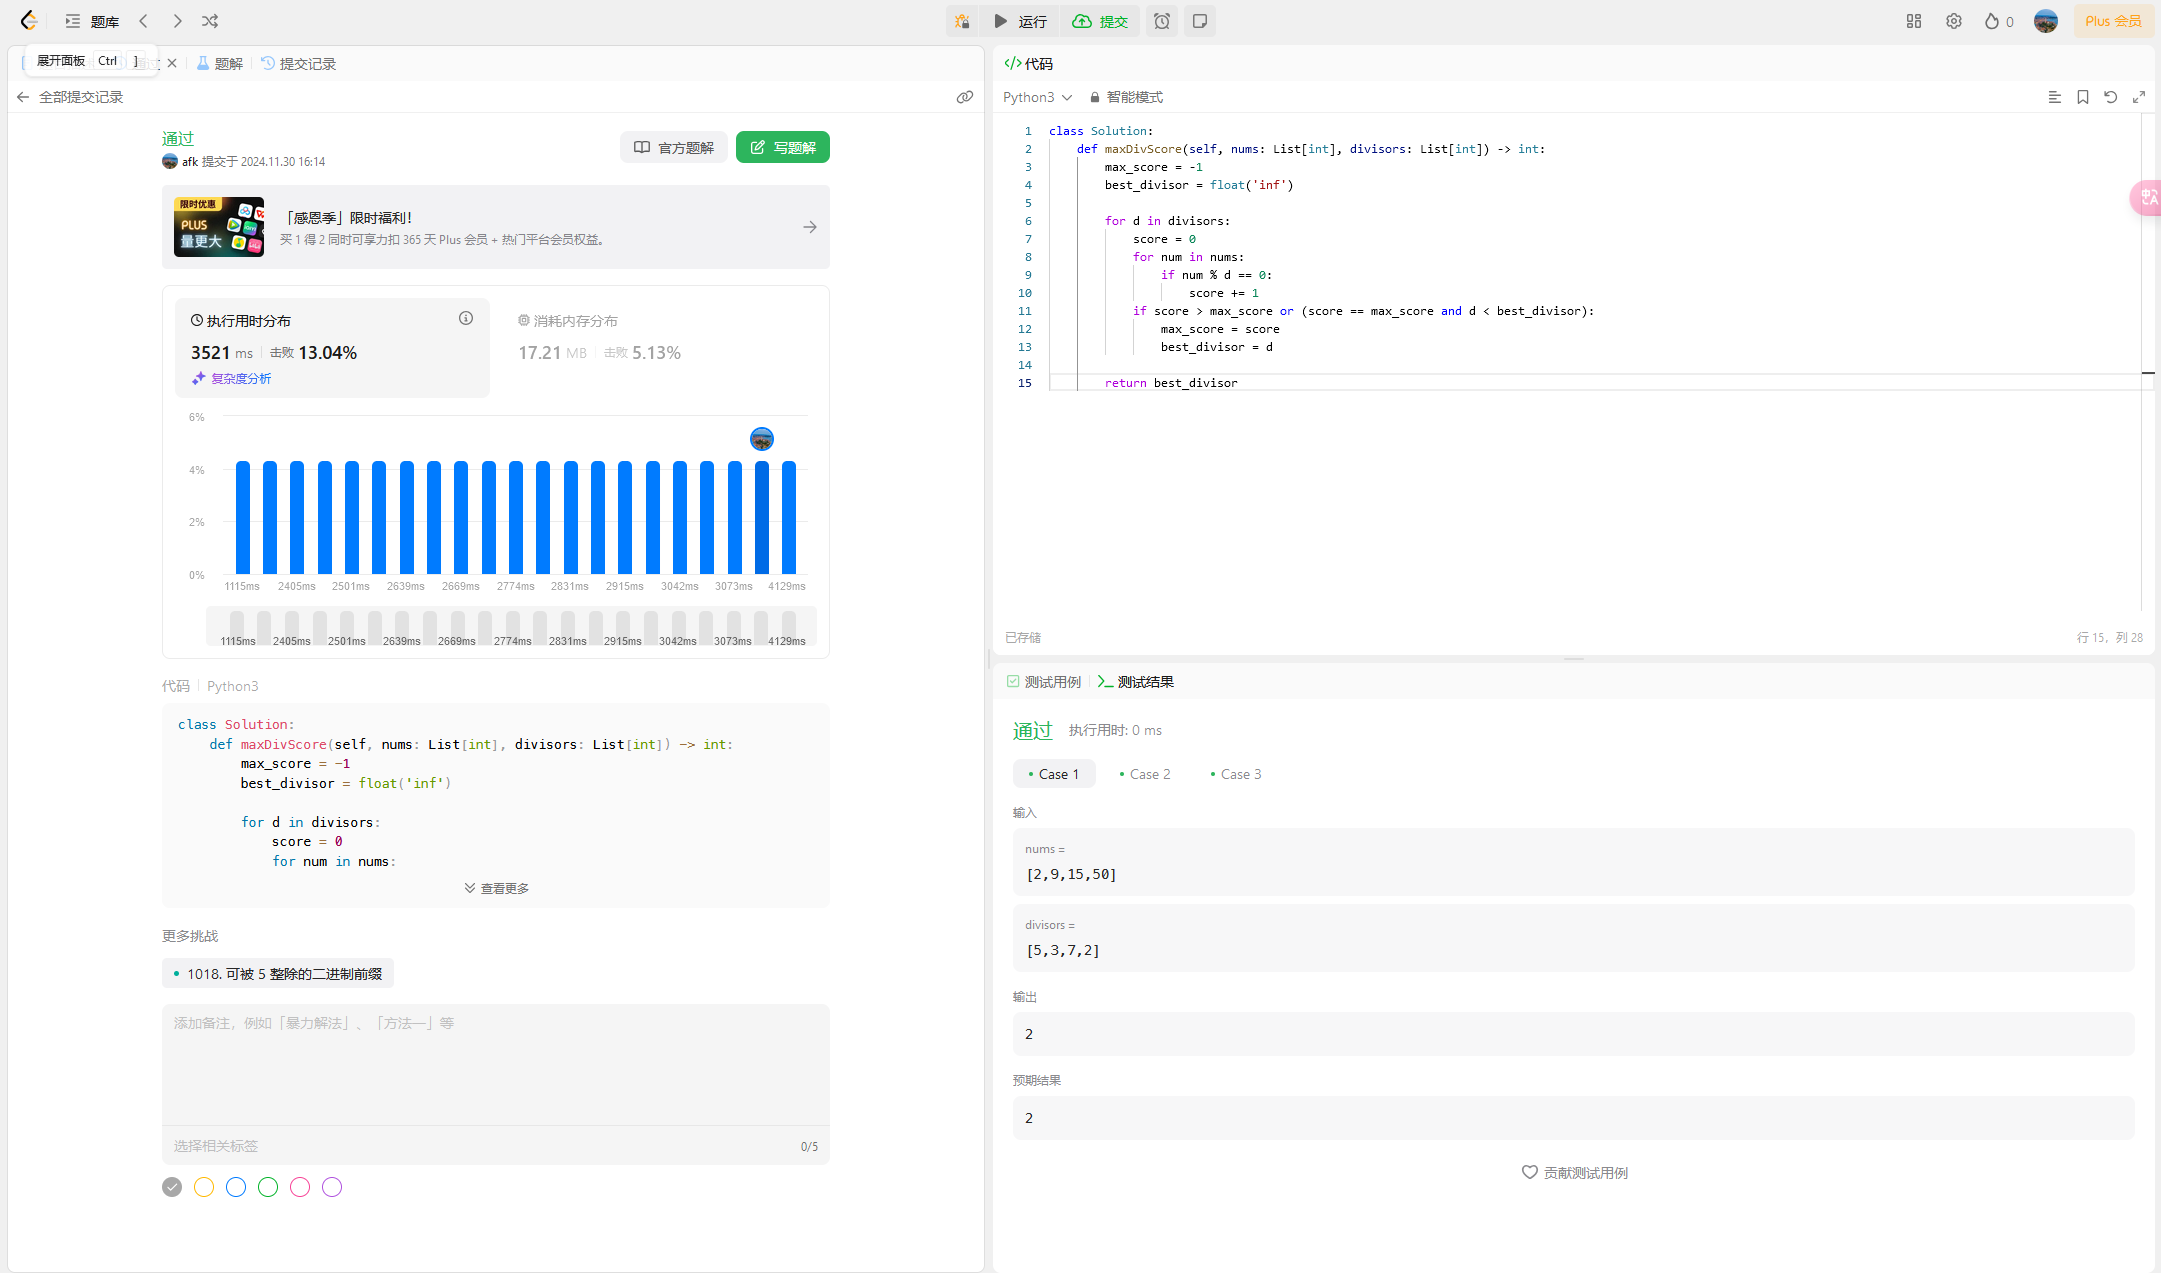 题库
运行
提交
0
Plus 会员
展开面板 Ctrl ]
题解
提交记录
全部提交记录
通过
afk 提交于 2024.11.30 16:14
官方题解
写题解
限时优惠
PLUS
量更大
「感恩季」限时福利!
买 1 得 2 同时可享力扣 365 天 Plus 会员 + 热门平台会员权益。
执行用时分布
3521 ms 击败 13.04%
复杂度分析
消耗内存分布
17.21 MB 击败 5.13%
6%
4%
2%
0%
1115ms 2405ms 2501ms 2639ms 2669ms 2774ms 2831ms 2915ms 3042ms 3073ms 4129ms
1115ms 2405ms 2501ms 2639ms 2669ms 2774ms 2831ms 2915ms 3042ms 3073ms 4129ms
代码 Python3
class Solution:
def maxDivScore(self, nums: List[int], divisors: List[int]) -> int:
max_score = -1
best_divisor = float('inf')
for d in divisors:
score = 0
for num in nums:
查看更多
更多挑战
1018. 可被 5 整除的二进制前缀
添加备注，例如「暴力解法」、「方法一」等
选择相关标签 0/5
代码
Python3 智能模式
1 class Solution:
2 def maxDivScore(self, nums: List[int], divisors: List[int]) -> int:
3 max_score = -1
4 best_divisor = float('inf')
5
6 for d in divisors:
7 score = 0
8 for num in nums:
9 if num % d == 0:
10 score += 1
11 if score > max_score or (score == max_score and d < best_divisor):
12 max_score = score
13 best_divisor = d
14
15 return best_divisor
已存储 行 15，列 28
测试用例 测试结果
通过 执行用时: 0 ms
Case 1 Case 2 Case 3
输入
nums =
[2,9,15,50]
divisors =
[5,3,7,2]
输出
2
预期结果
2
贡献测试用例